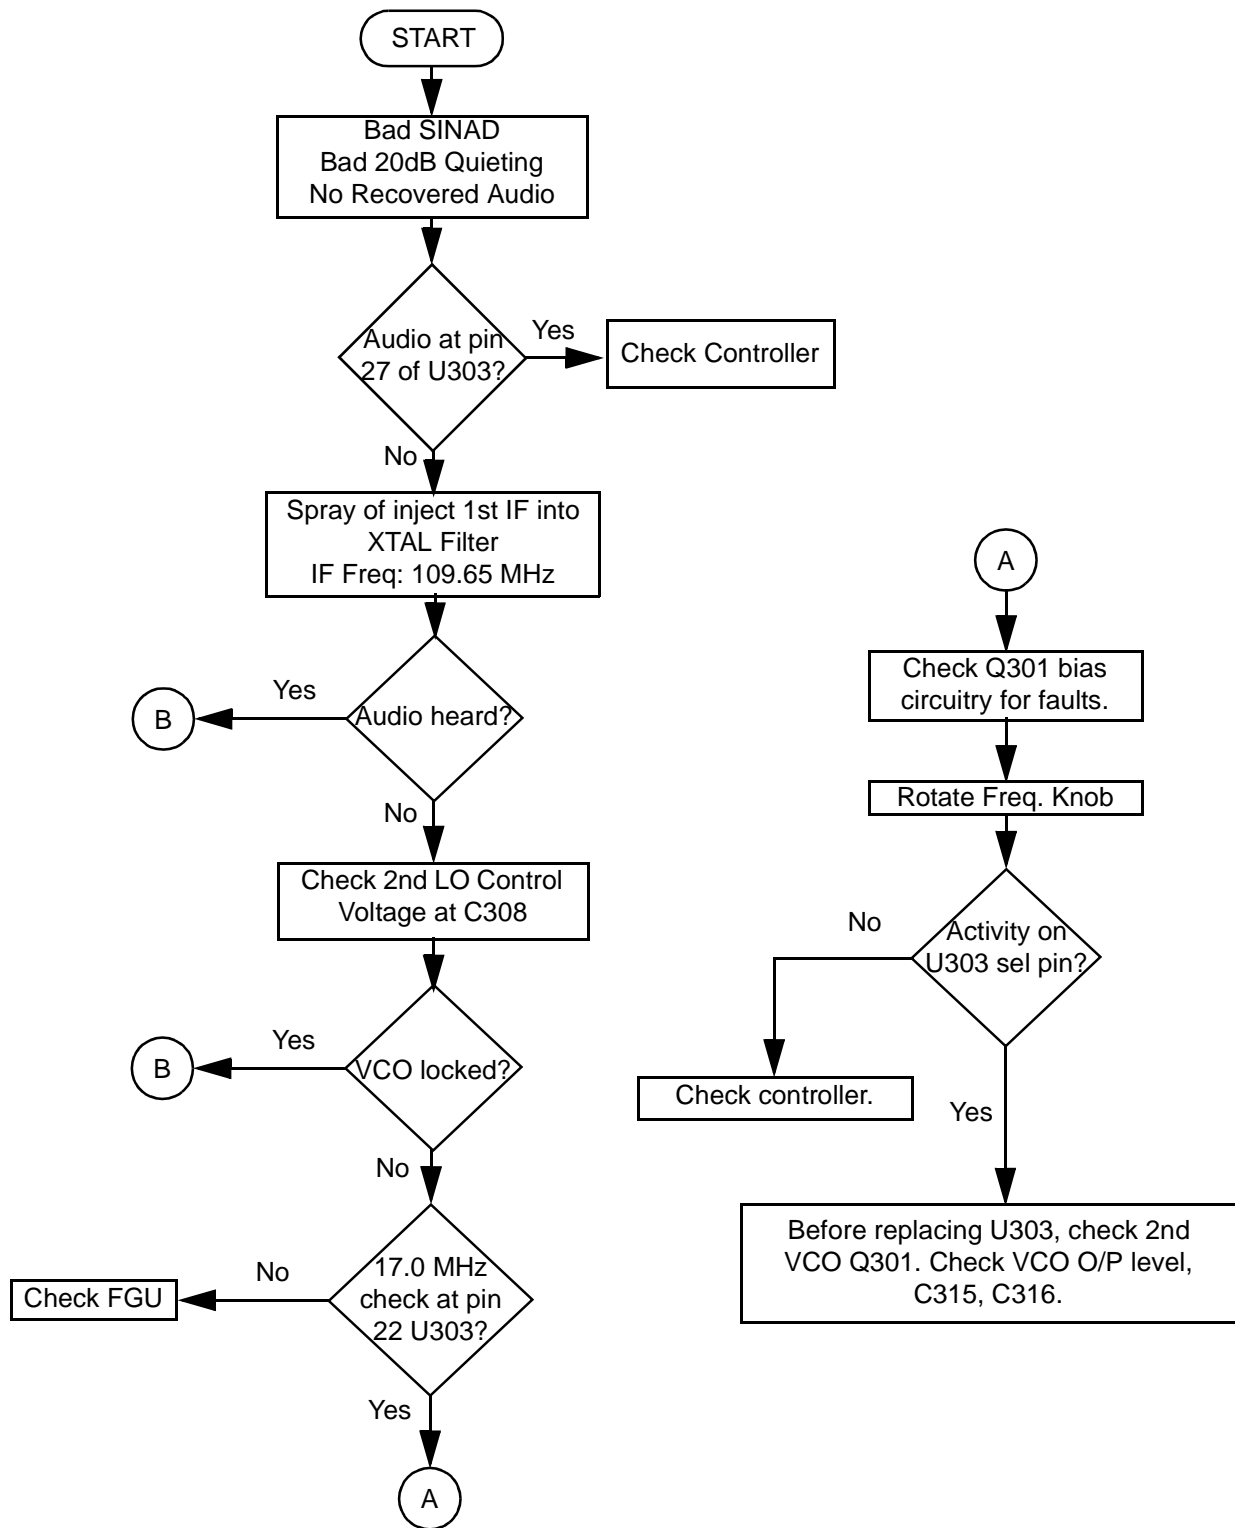 START
Bad SINAD
Bad 20dB Quieting
No Recovered Audio
Audio at pin
27 of U303?
Yes
Check Controller
No
Spray of inject 1st IF into
XTAL Filter
IF Freq: 109.65 MHz
Audio heard?
Yes
B
No
Check 2nd LO Control
Voltage at C308
VCO locked?
Yes
B
No
17.0 MHz
check at pin
22 U303?
No
Check FGU
Yes
A
A
Check Q301 bias
circuitry for faults.
Rotate Freq. Knob
Activity on
U303 sel pin?
No
Check controller.
Yes
Before replacing U303, check 2nd
VCO Q301. Check VCO O/P level,
C315, C316.